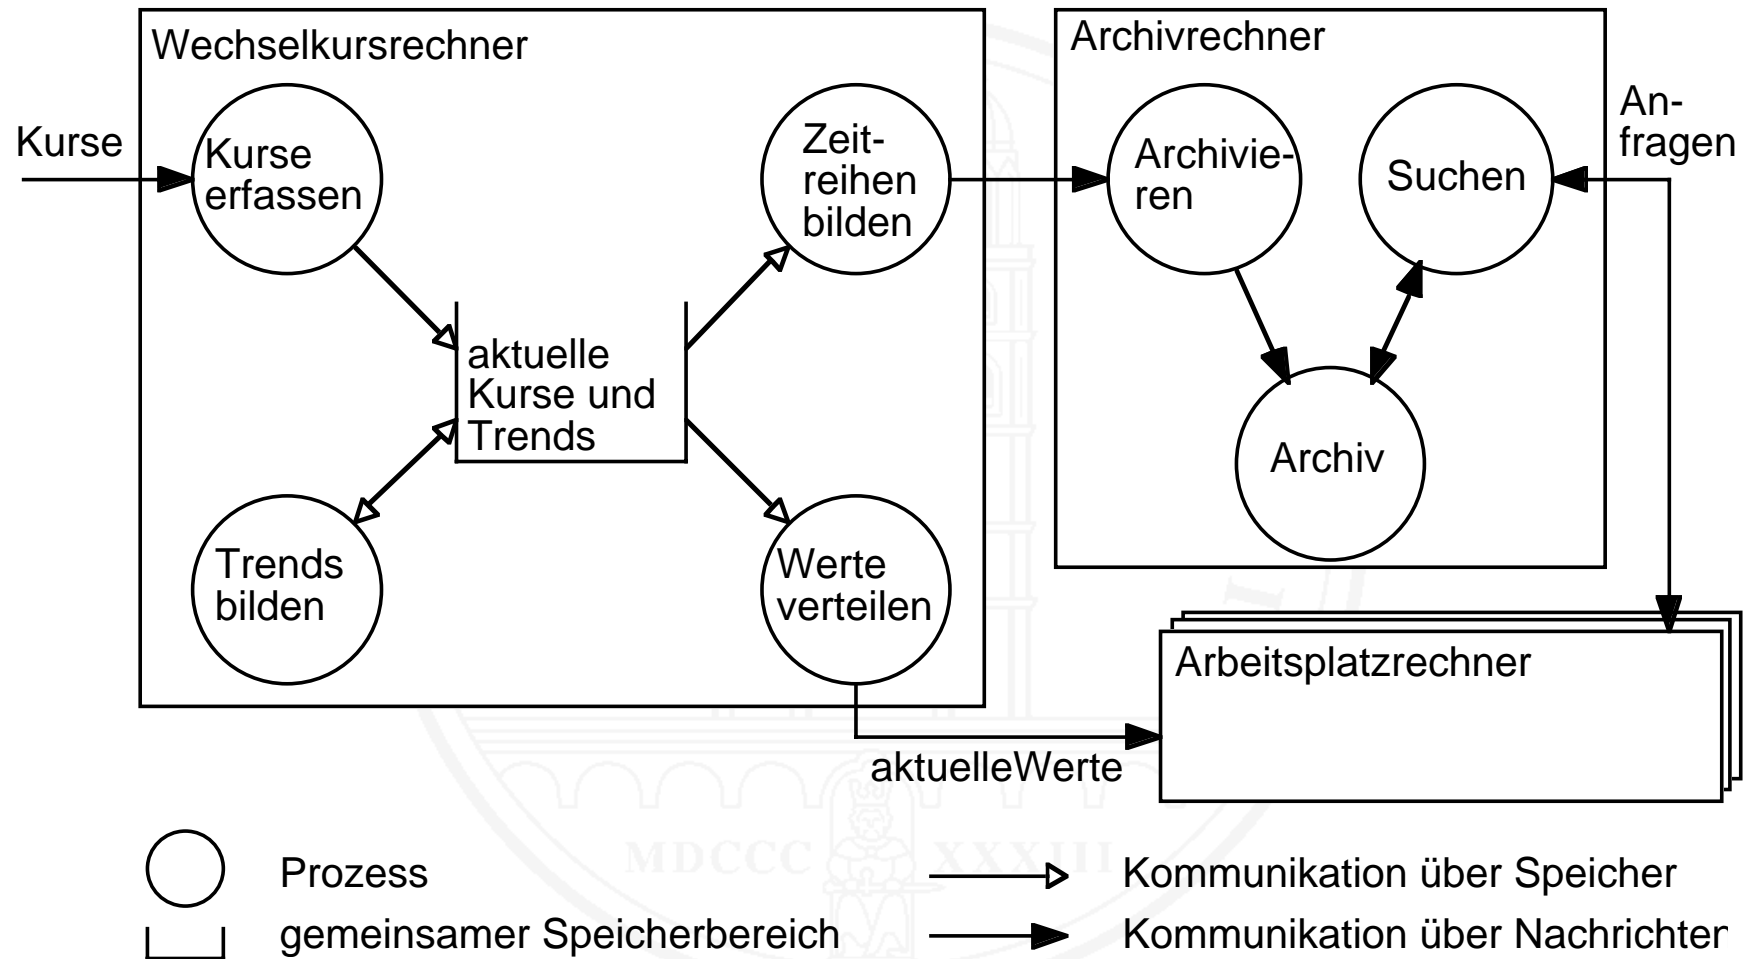 Wechselkursrechner
Archivrechner
Kurse
Kurse
erfassen
Zeit-
reihen
bilden
Archivie-
ren
Suchen
An-
fragen
aktuelle
Kurse und
Trends
Archiv
Trends
bilden
Werte
verteilen
Arbeitsplatzrechner
aktuelleWerte
MDCCC XXXIII
Prozess
Kommunikation über Speicher
gemeinsamer Speicherbereich
Kommunikation über Nachrichten